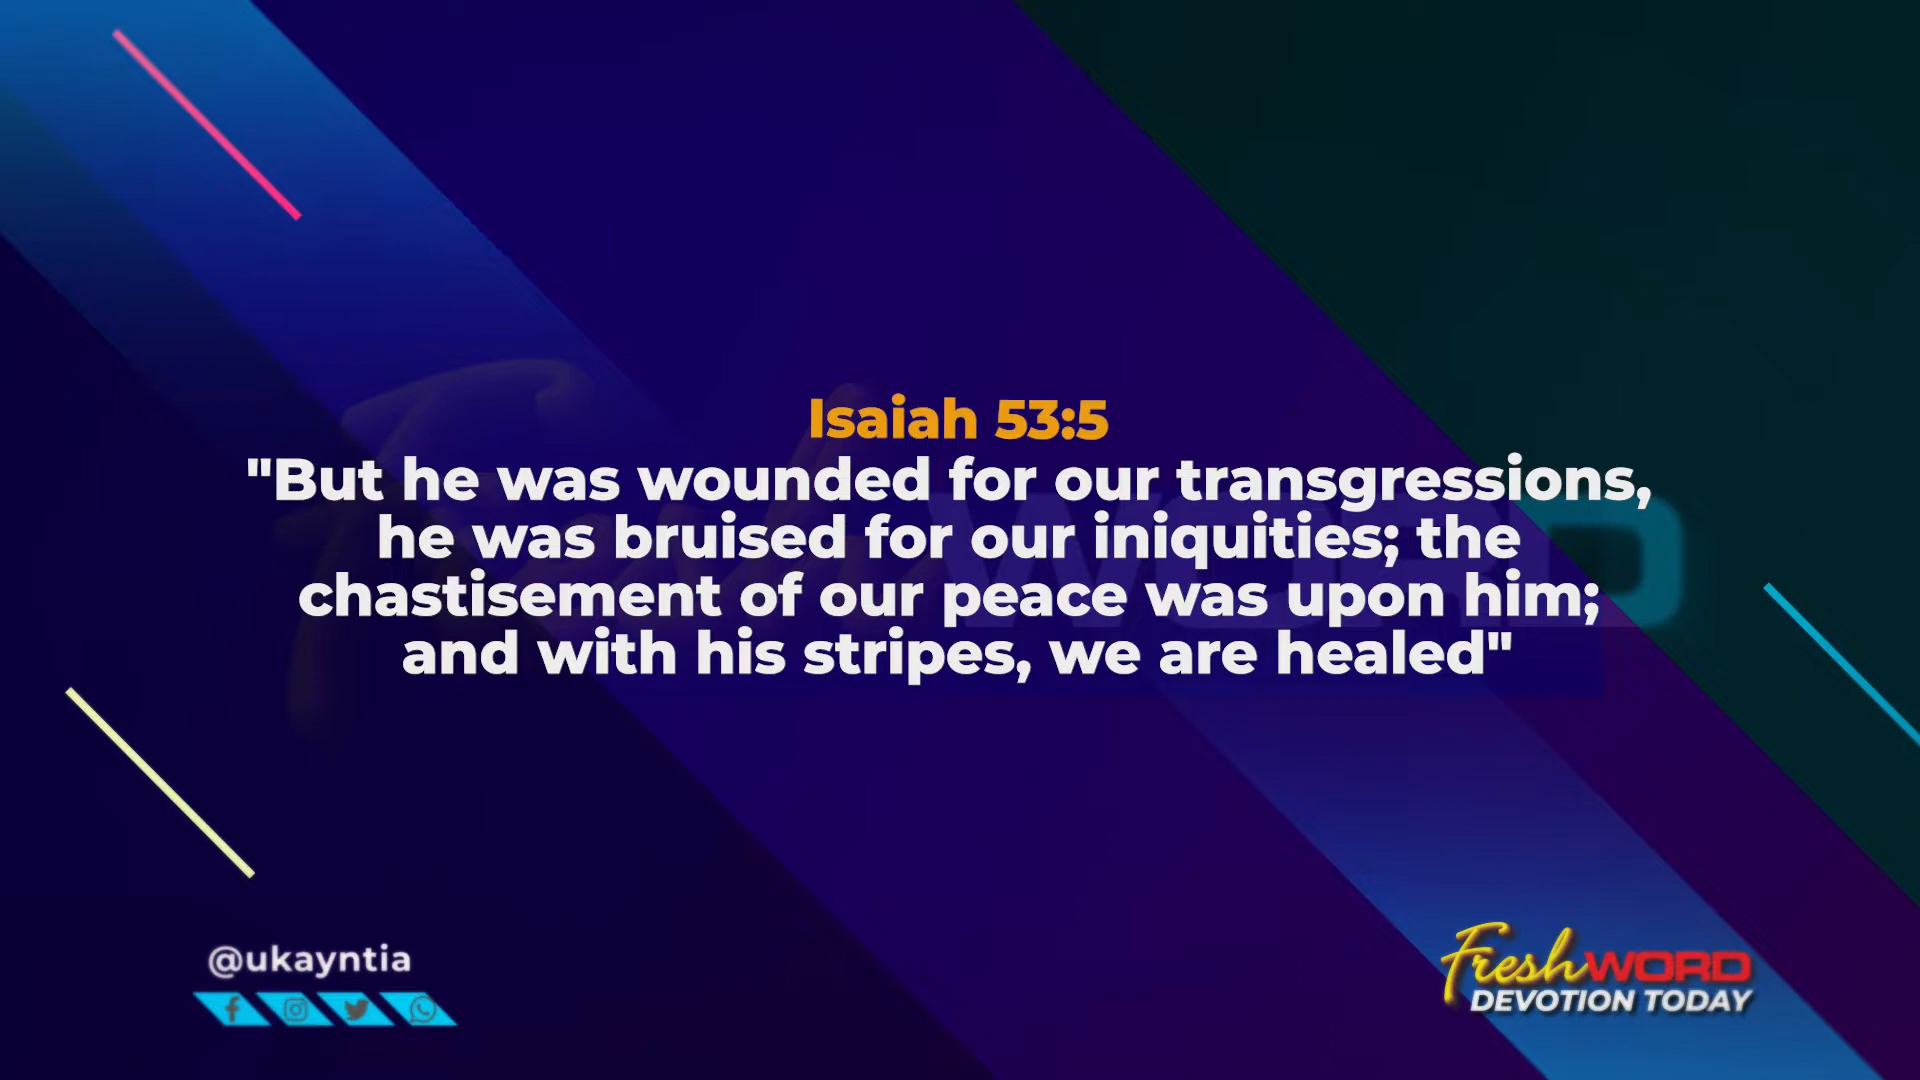 Isaiah 53:5
"But he was wounded for our transgressions,
he was bruised for our iniquities; the
chastisement of our peace was upon him;
and with his stripes, we are healed"
@ukayntia
FreshWORD
DEVOTION TODAY